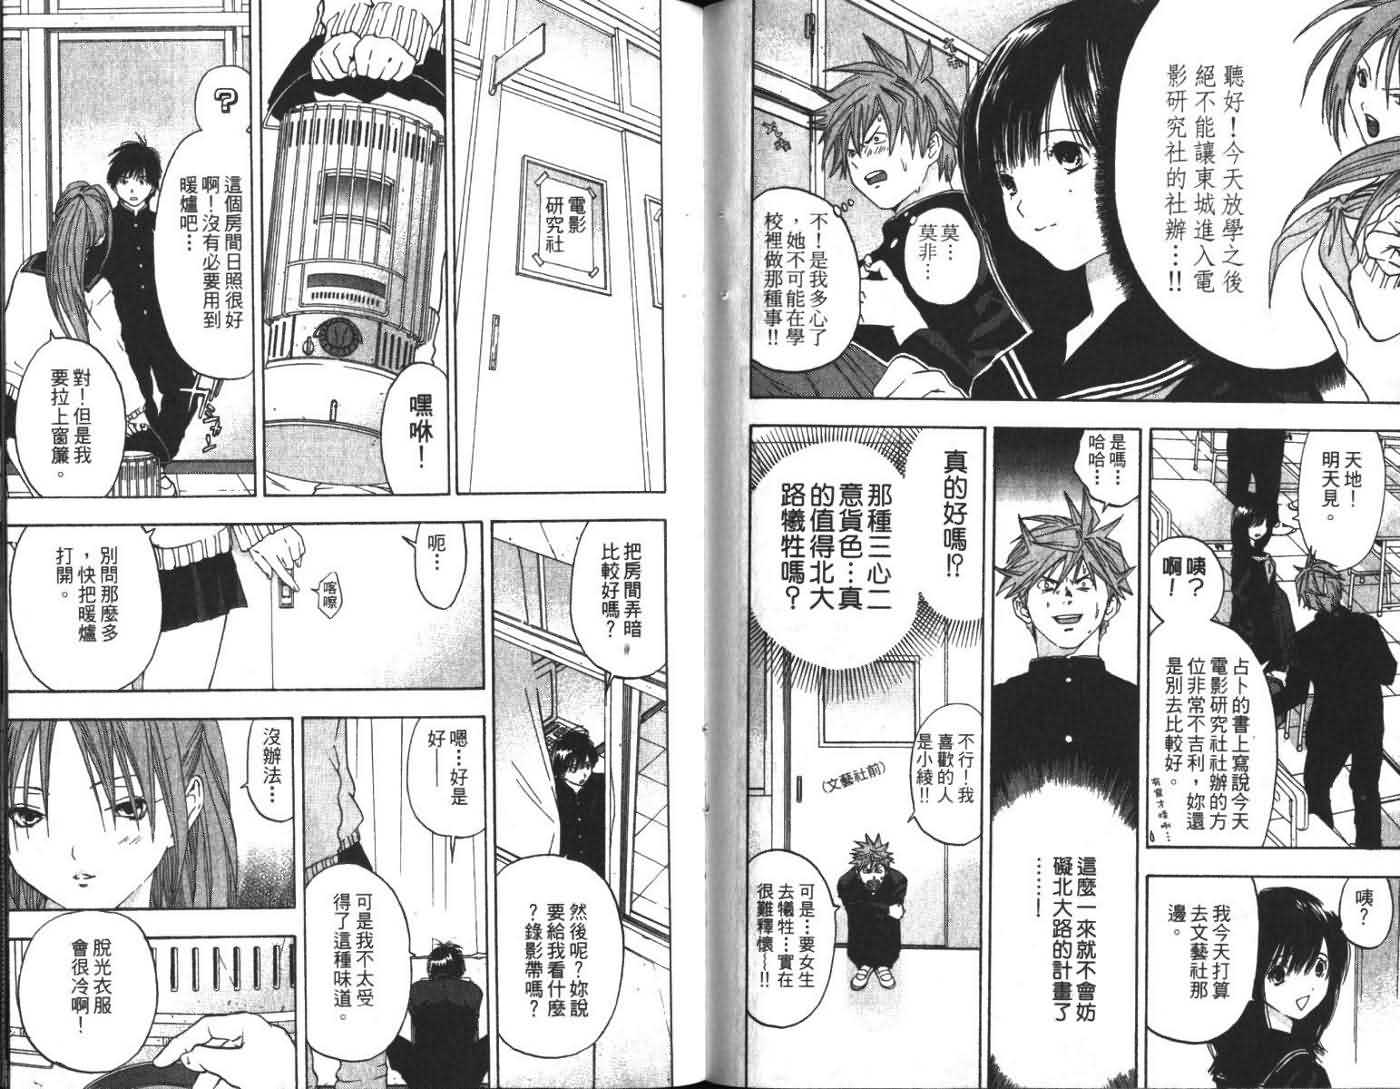 聽好！今天放學之後
絕不能讓東城進入電
影研究社的社辦…!!
莫…
莫非…
不！是我多心了
，她不可能在學
校裡做那種事!!
天地！
明天見。
咦？
啊！
占卜的書上寫說今天
電影研究社社辦的方
位非常不吉利，妳還
是別去比較好。
咦？
我今天打算
去文藝社那
邊。
是嗎…
哈哈…
這麼一來就不會妨
礙北大路的計畫了
……！
真的好嗎!?
那種三心二
意貨色…真
的值得北大
路犧牲嗎？
不行！我
喜歡的人
是小綾!!
（文藝社前）
可是…要女生
去犧牲…實在
很難釋懷～!!
電影
研究社
嘿咻！
？
這個房間日照很好
啊！沒有必要用到
暖爐吧…
對！但是我
要拉上窗簾。
把房間弄暗
比較好嗎？
然後呢？妳說
要給我看什麼
？錄影帶嗎？
呃…
喀嚓
別問那麼多
，快把暖爐
打開。
嗯…好是
好——
可是我不太受
得了這種味道。
沒辦法…
脫光衣服
會很冷啊！